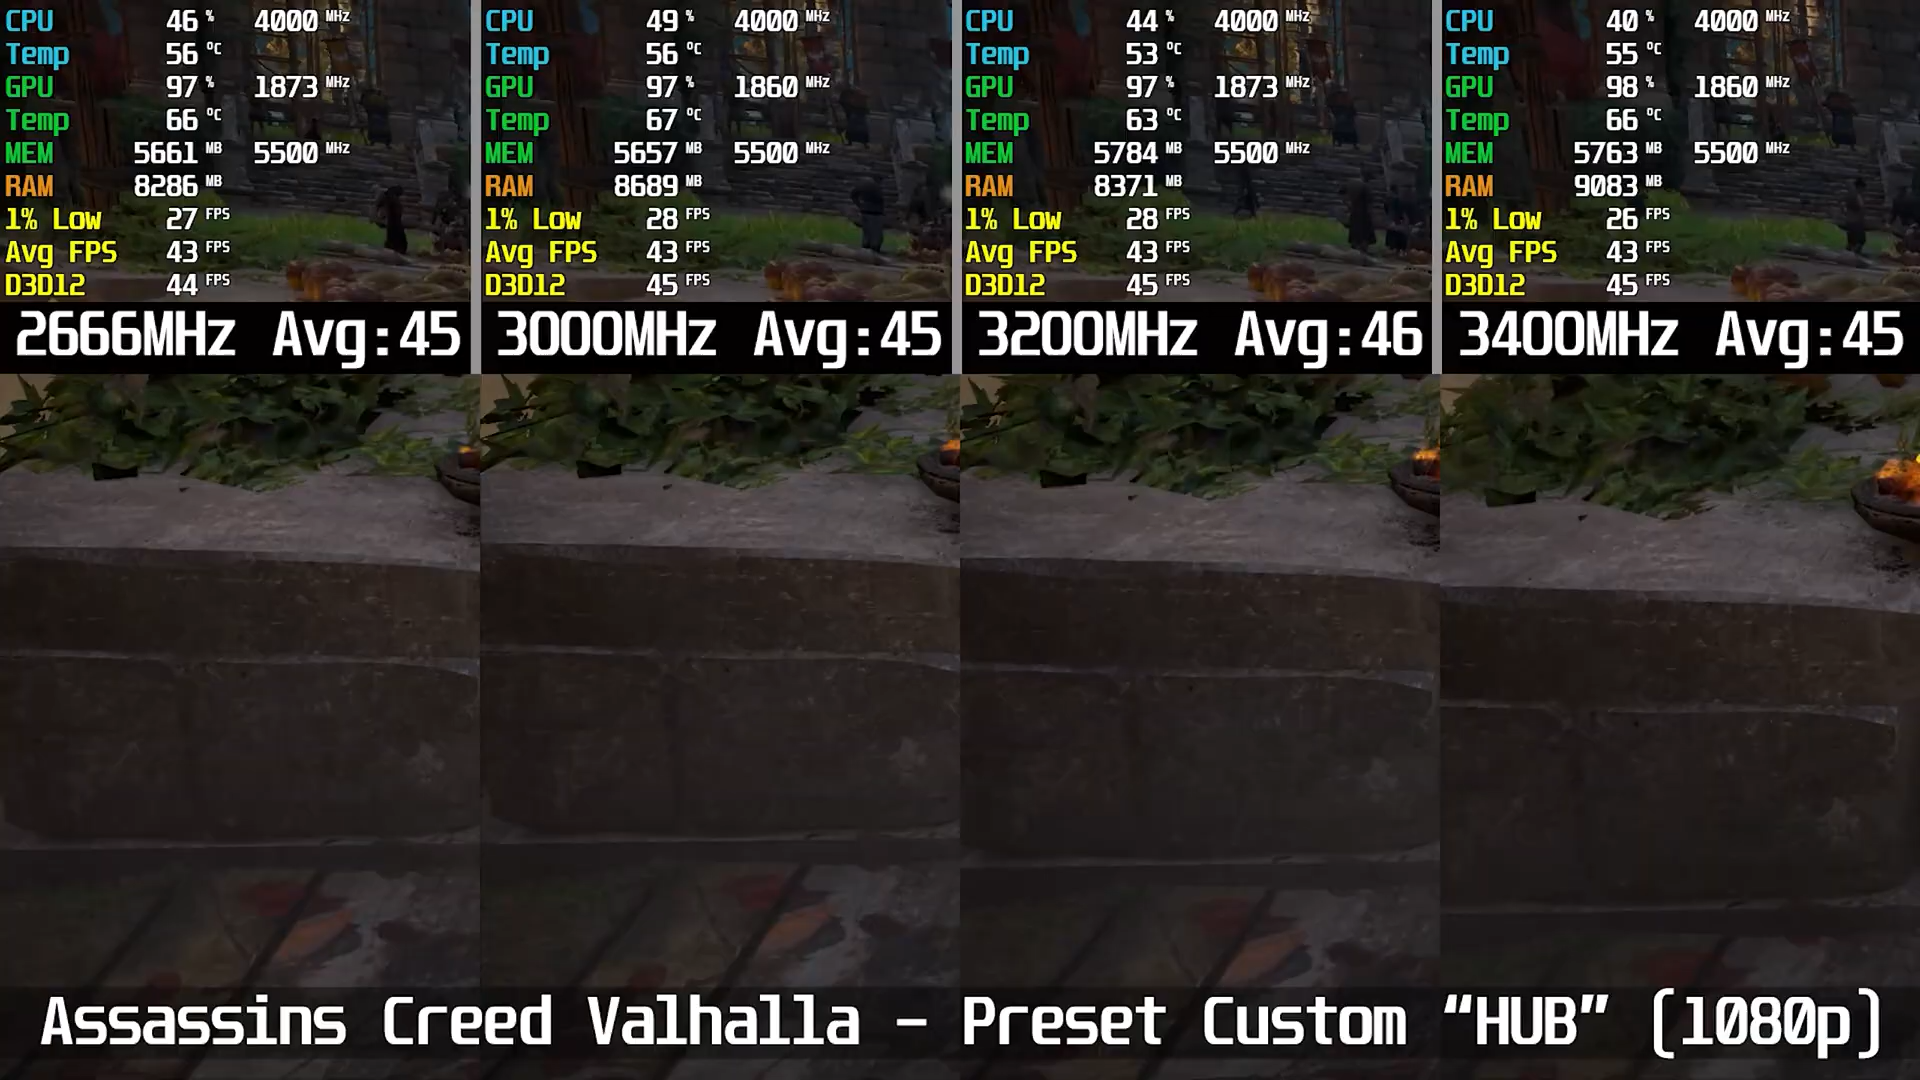 CPU 46 % 4000 MHz
Temp 56 °C
GPU 97 % 1873 MHz
Temp 66 °C
MEM 5661 MB 5500 MHz
RAM 8286 MB
1% Low 27 FPS
Avg FPS 43 FPS
D3D12 44 FPS
2666MHz Avg:45
CPU 49 % 4000 MHz
Temp 56 °C
GPU 97 % 1860 MHz
Temp 67 °C
MEM 5657 MB 5500 MHz
RAM 8689 MB
1% Low 28 FPS
Avg FPS 43 FPS
D3D12 45 FPS
3000MHz Avg:45
CPU 44 % 4000 MHz
Temp 53 °C
GPU 97 % 1873 MHz
Temp 63 °C
MEM 5784 MB 5500 MHz
RAM 8371 MB
1% Low 28 FPS
Avg FPS 43 FPS
D3D12 45 FPS
3200MHz Avg:46
CPU 40 % 4000 MHz
Temp 55 °C
GPU 98 % 1860 MHz
Temp 66 °C
MEM 5763 MB 5500 MHz
RAM 9083 MB
1% Low 26 FPS
Avg FPS 43 FPS
D3D12 45 FPS
3400MHz Avg:45
Assassins Creed Valhalla - Preset Custom “HUB” (1080p)